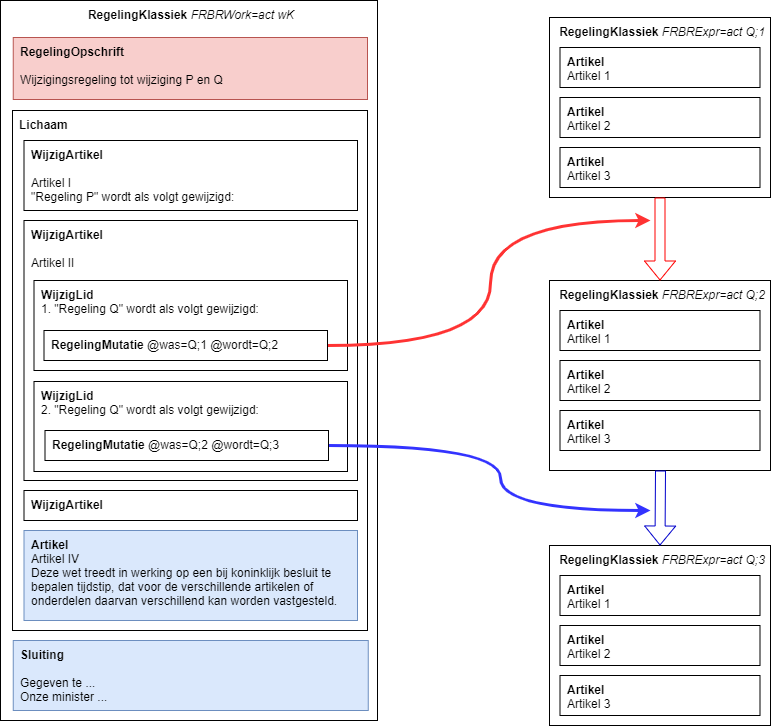 RegelingKlassiek FRBRWork=act wK
RegelingOpschrift
Wijzigingsregeling tot wijziging P en Q
Lichaam
WijzigArtikel
Artikel I
"Regeling P" wordt als volgt gewijzigd:
WijzigArtikel
Artikel II
WijzigLid
1. "Regeling Q" wordt als volgt gewijzigd:
RegelingMutatie @was=Q;1 @wordt=Q;2
WijzigLid
2. "Regeling Q" wordt als volgt gewijzigd:
RegelingMutatie @was=Q;2 @wordt=Q;3
WijzigArtikel
Artikel
Artikel IV
Deze wet treedt in werking op een bij koninklijk besluit te
bepalen tijdstip, dat voor de verschillende artikelen of
onderdelen daarvan verschillend kan worden vastgesteld.
Sluiting
Gegeven te ...
Onze minister ...
RegelingKlassiek FRBRExpr=act Q;1
Artikel
Artikel 1
Artikel
Artikel 2
Artikel
Artikel 3
RegelingKlassiek FRBRExpr=act Q;2
Artikel
Artikel 1
Artikel
Artikel 2
Artikel
Artikel 3
RegelingKlassiek FRBRExpr=act Q;3
Artikel
Artikel 1
Artikel
Artikel 2
Artikel
Artikel 3